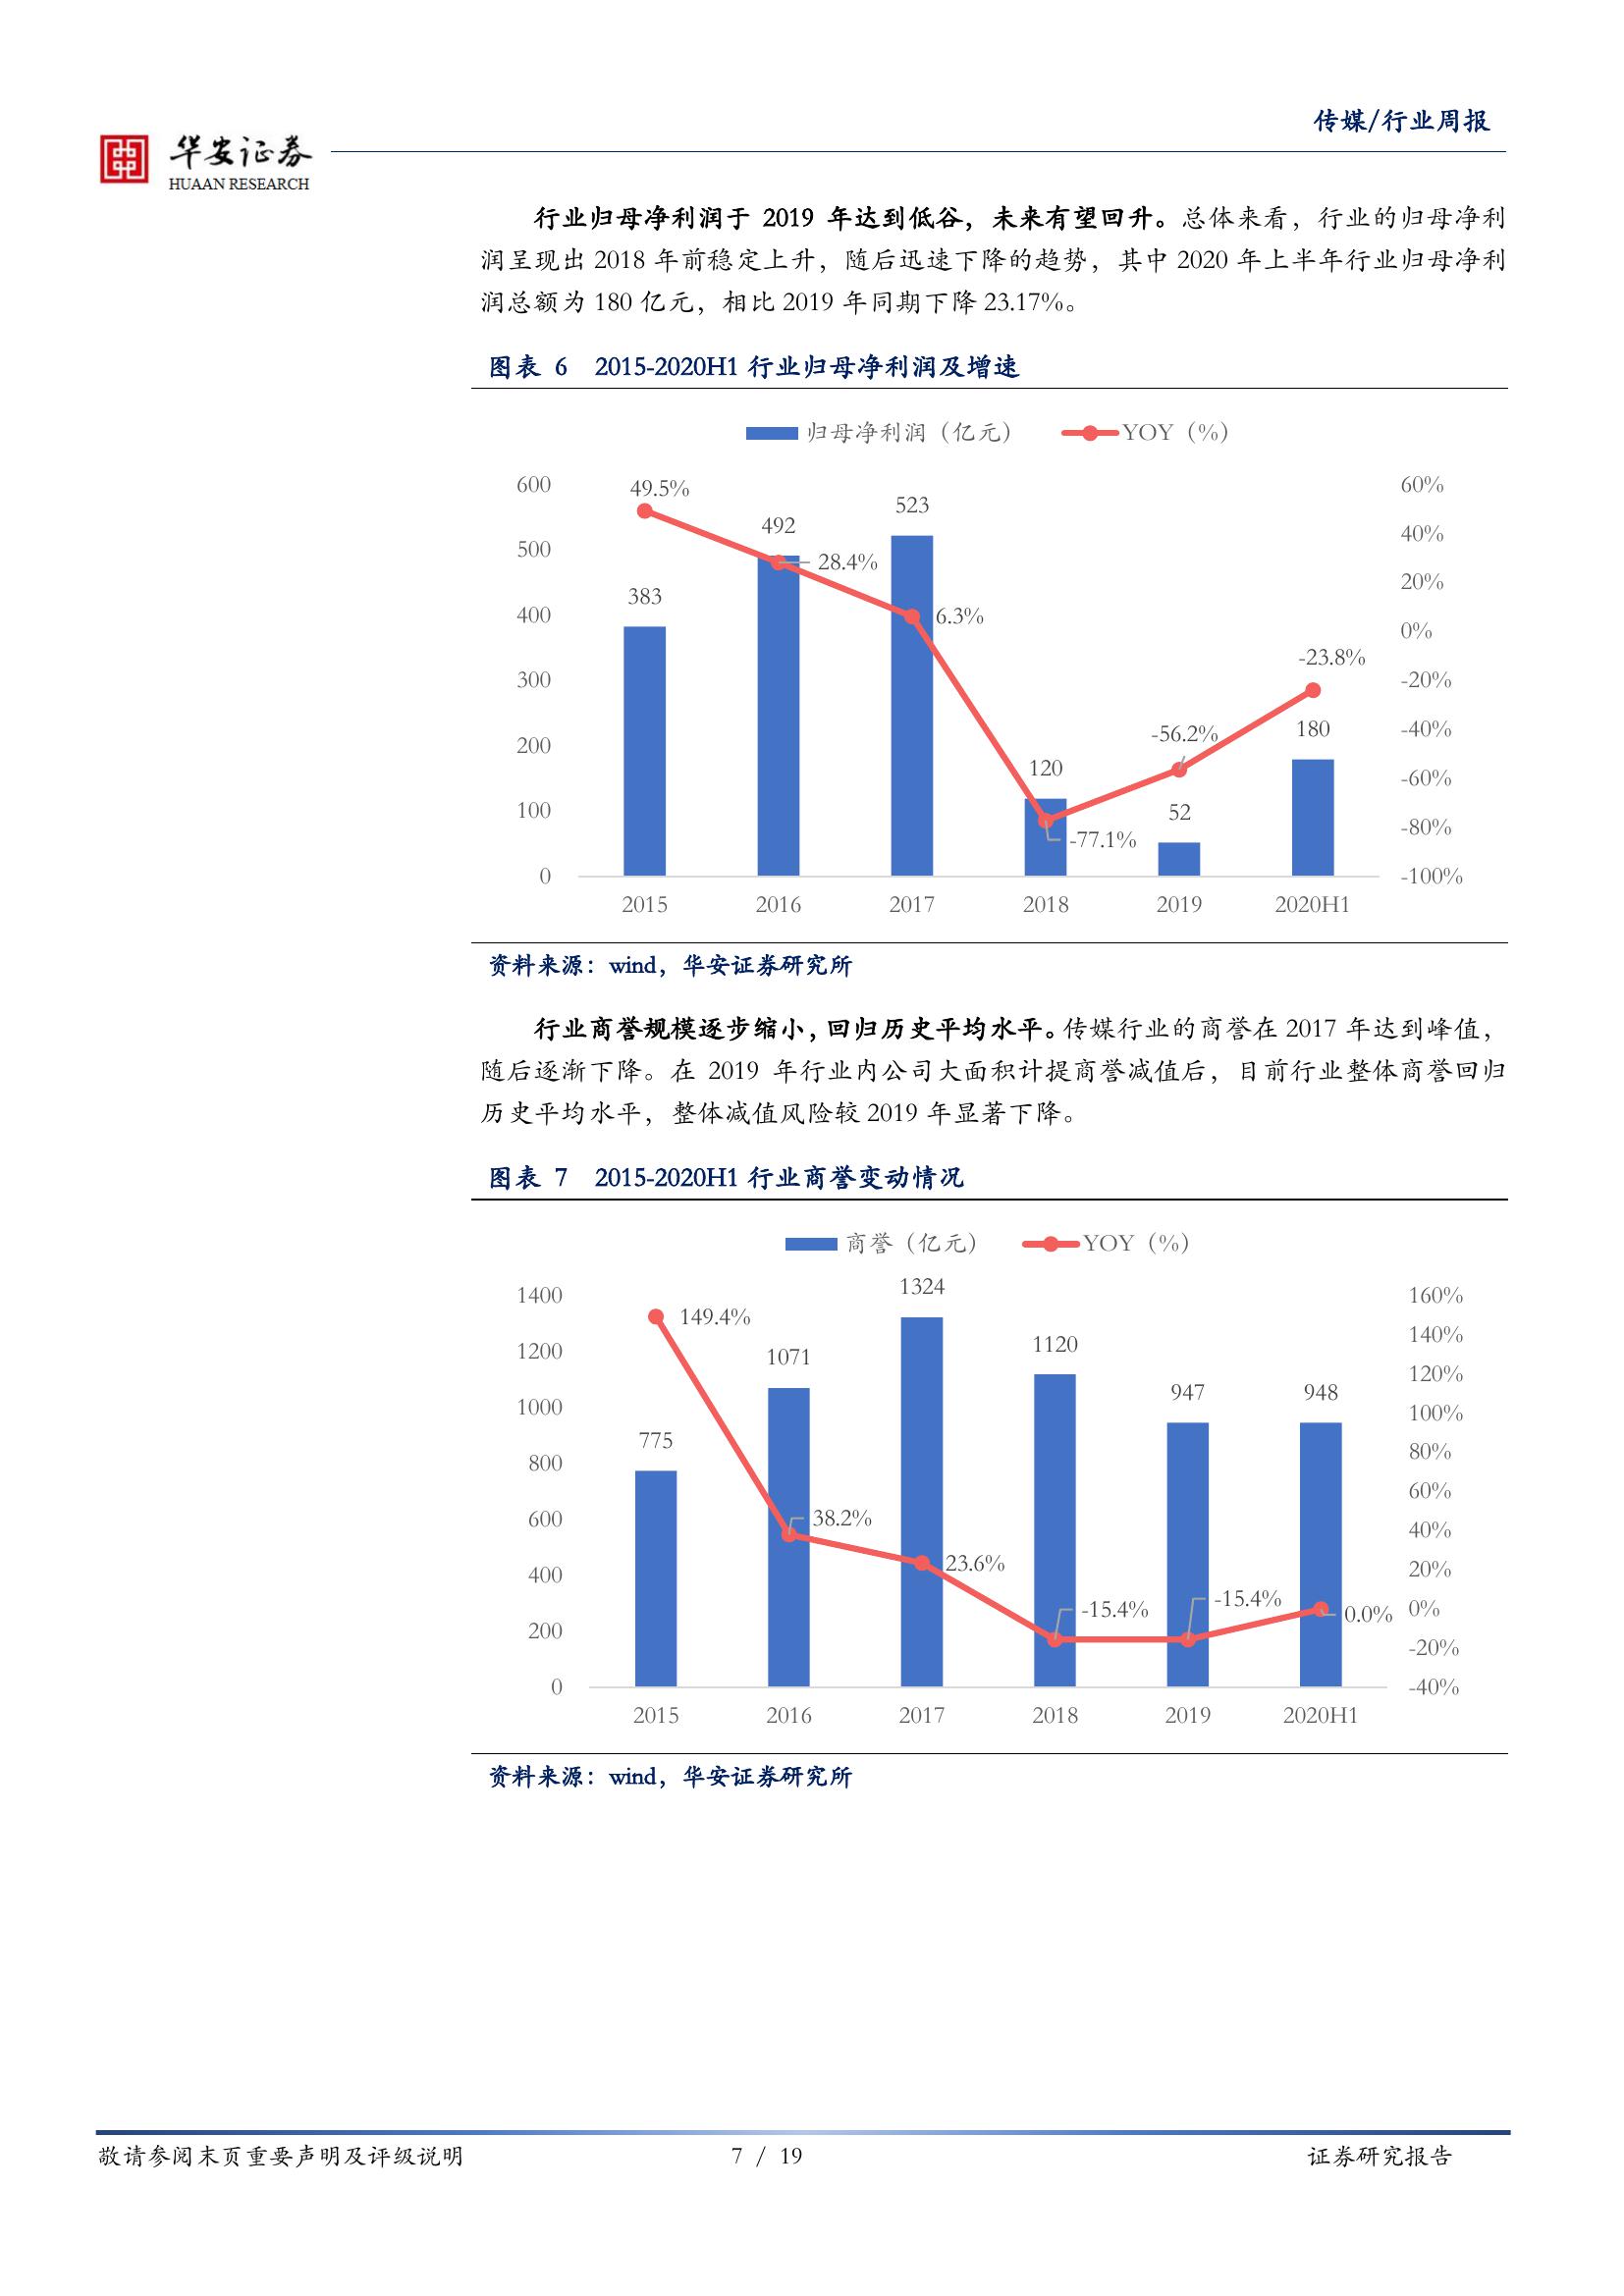 传媒/行业周报
华安证券
HUAAN RESEARCH
行业归母净利润于 2019 年达到低谷，未来有望回升。总体来看，行业的归母净利
润呈现出 2018 年前稳定上升，随后迅速下降的趋势，其中 2020 年上半年行业归母净利
润总额为 180 亿元，相比 2019 年同期下降 23.17%。
图表 6 2015-2020H1 行业归母净利润及增速
归母净利润（亿元） YOY（%）
600 49.5% 523 60%
492
500 28.4% 40%
383 20%
400 6.3% 0%
-23.8%
300 -20%
-56.2% 180 -40%
200 120 -60%
100 52 -80%
-77.1%
0 -100%
2015 2016 2017 2018 2019 2020H1
资料来源：wind，华安证券研究所
行业商誉规模逐步缩小，回归历史平均水平。传媒行业的商誉在 2017 年达到峰值，
随后逐渐下降。在 2019 年行业内公司大面积计提商誉减值后，目前行业整体商誉回归
历史平均水平，整体减值风险较 2019 年显著下降。
图表 7 2015-2020H1 行业商誉变动情况
商誉（亿元） YOY（%）
1400 1324 160%
149.4% 140%
1200 1071 1120 120%
1000 947 948 100%
775
800 80%
60%
600 38.2% 40%
400 23.6% 20%
200 -15.4% -15.4% 0.0% 0%
-20%
0 -40%
2015 2016 2017 2018 2019 2020H1
资料来源：wind，华安证券研究所
敬请参阅末页重要声明及评级说明 7 / 19 证券研究报告